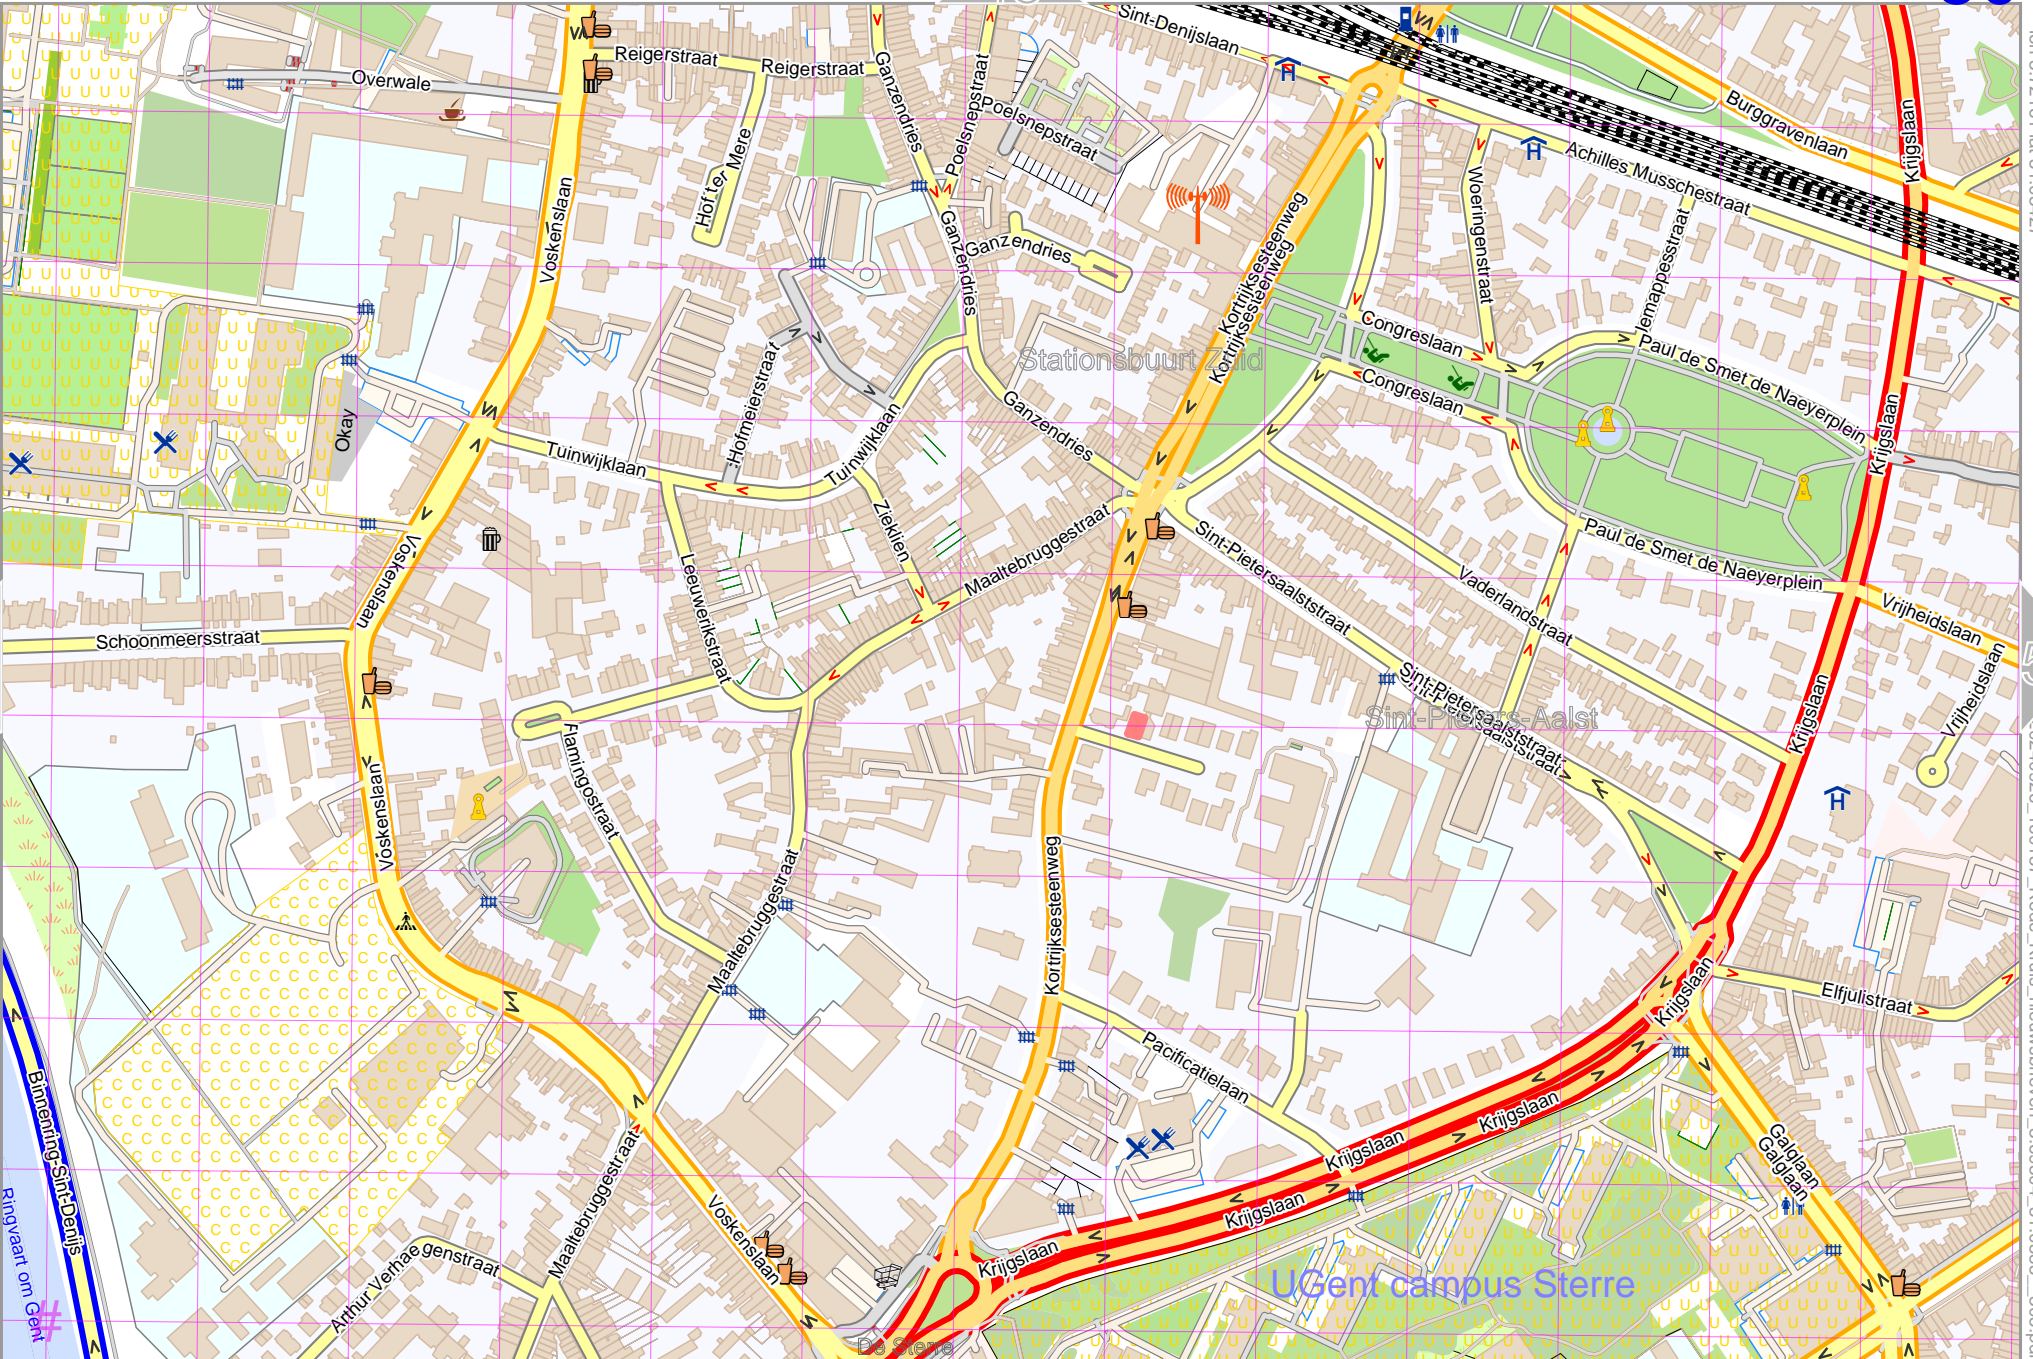 Sint-Denijslaan
Reigerstraat
Reigerstraat
Overwale
Ganzendries
Poelsnepstraat
Poelsnepstraat
Burggravenlaan
Krijgslaan
Achilles Musschestraat
Hof ter Mere
Voskenslaan
Woeringenstraat
Jemappesstraat
Kortrijksesteenweg
Kortrijksesteenweg
Ganzendries
Ganzendries
Stationsbuurt Zuid
Congreslaan
Congreslaan
Paul de Smet de Naeyerplein
Hofmeierstraat
Okay
Ganzendries
Tuinwijklaan
Tuinwijklaan
Krijgslaan
Zieklien
Voskenslaan
Maaltebruggestraat
Sint-Pietersaalststraat
Paul de Smet de Naeyerplein
Vaderlandstraat
Vrijheidslaan
Schoonmeersstraat
Leeuwerikstraat
Sint-Pietersaalststraat
Sint-Pietersaalststraat
Sint-Pieters-Aalst
Krijgslaan
Vrijheidslaan
Flamingostraat
Voskenslaan
Maaltebruggestraat
Kortrijksesteenweg
Krijgslaan
Elfjulistraat
Pacificatielaan
Binnenring-Sint-Denijs
Krijgslaan
Krijgslaan
Galglaan
Galglaan
Maaltebruggestraat
Voskenslaan
Krijgslaan
Krijgslaan
Arthur Verhaegenstraat
UGent campus Sterre
Ringvaart om Gent
#
De Sterre